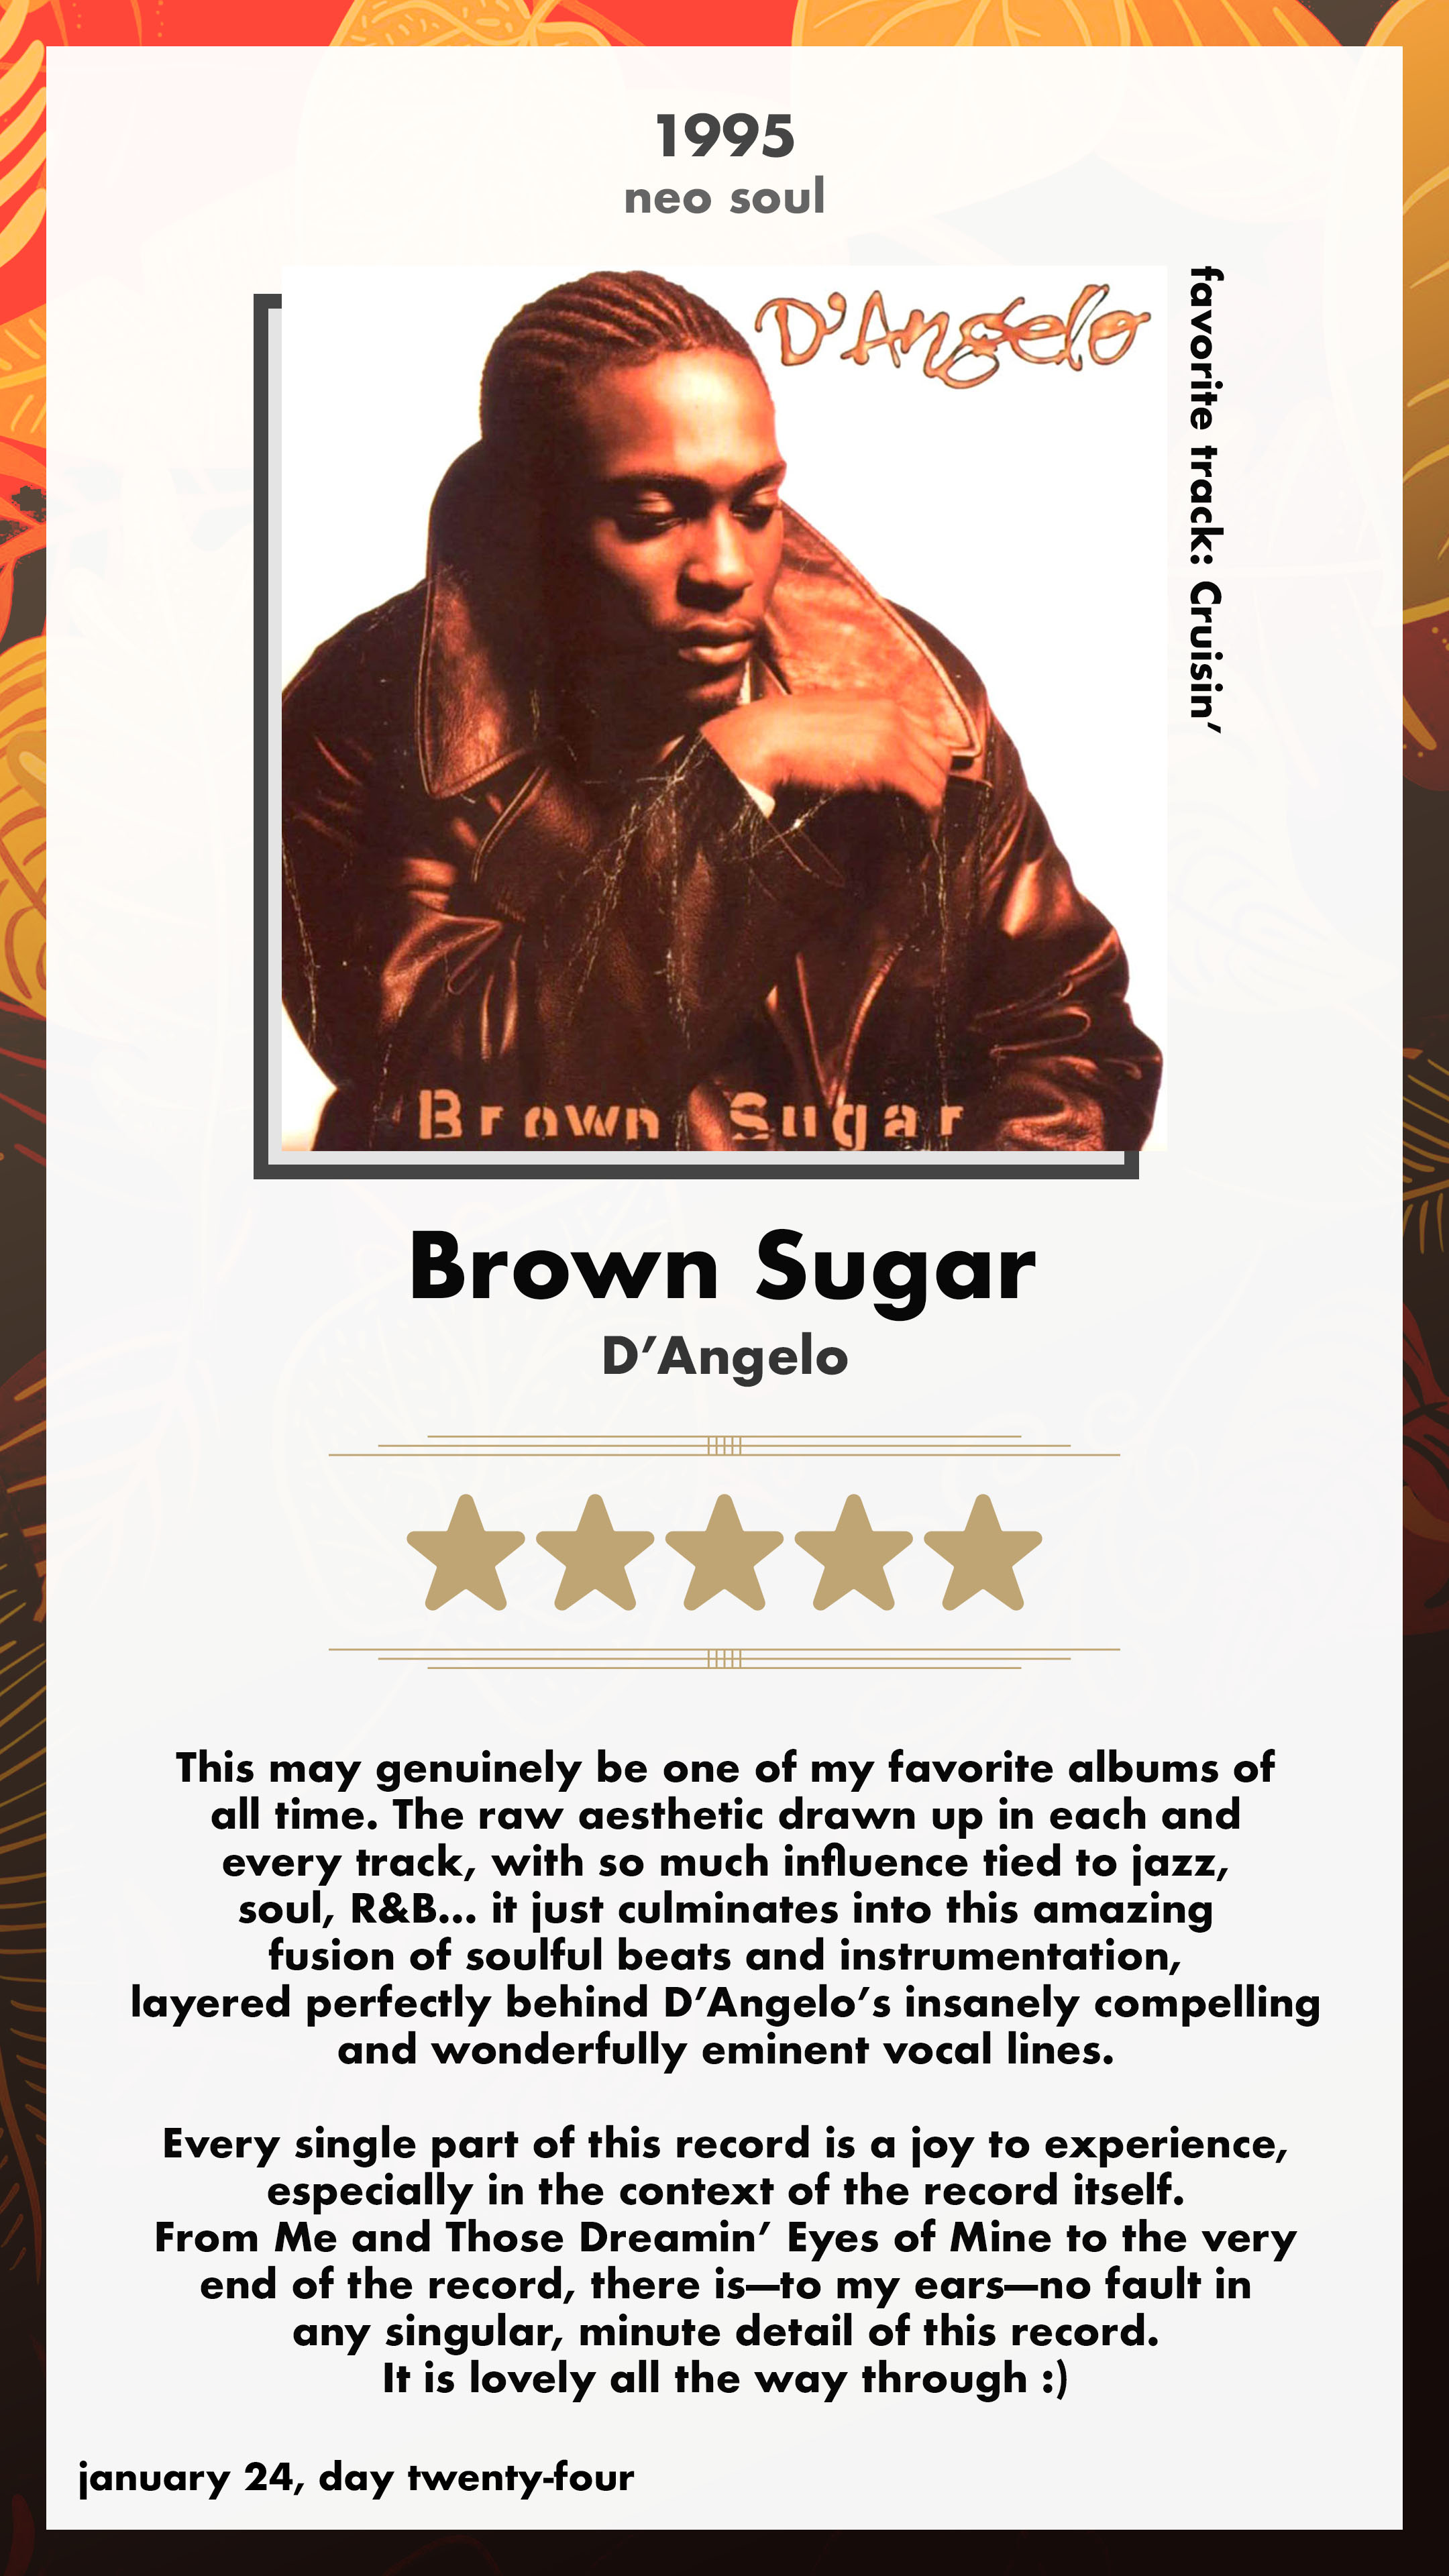 1995
neo soul
D'Angelo
favorite track: Cruisin’
Brown Sugar
Brown Sugar
D’Angelo
This may genuinely be one of my favorite albums of
all time. The raw aesthetic drawn up in each and
every track, with so much influence tied to jazz,
soul, R&B... it just culminates into this amazing
fusion of soulful beats and instrumentation,
layered perfectly behind D’Angelo’s insanely compelling
and wonderfully eminent vocal lines.
Every single part of this record is a joy to experience,
especially in the context of the record itself.
From Me and Those Dreamin’ Eyes of Mine to the very
end of the record, there is—to my ears—no fault in
any singular, minute detail of this record.
It is lovely all the way through :)
january 24, day twenty-four